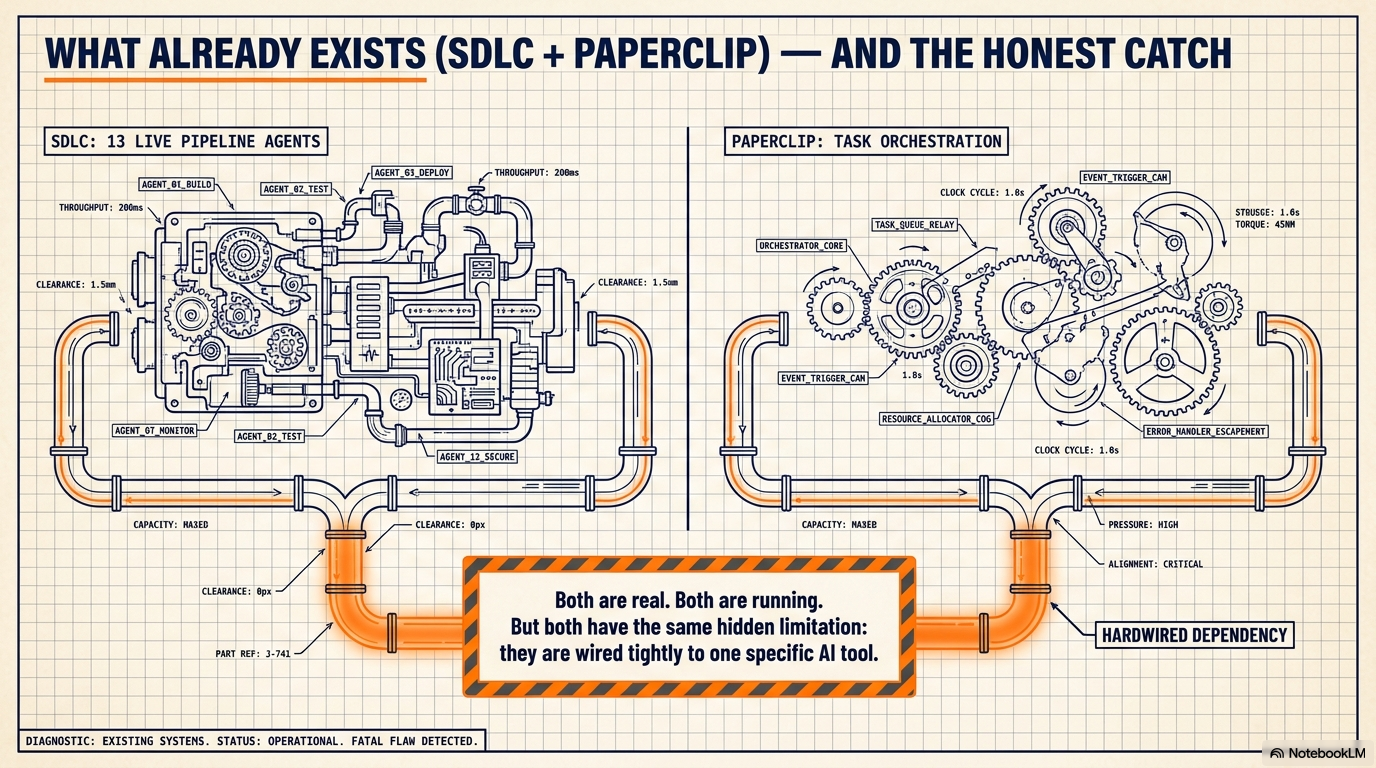 WHAT ALREADY EXISTS (SDLC + PAPERCLIP) — AND THE HONEST CATCH
SDLC: 13 LIVE PIPELINE AGENTS
AGENT_G3_DEPLOY
THROUGHPUT: 200ms
AGENT_01_BUILD
AGENT_02_TEST
THROUGHPUT: 200ms
CLEARANCE: 1.5mm
CLEARANCE: 1.5mm
AGENT_GT_MONITOR
AGENT_B2_TEST
AGENT_12_SECURE
CAPACITY: MA3ED
CLEARANCE: 0px
CLEARANCE: 0px
PART REF: J-741
PAPERCLIP: TASK ORCHESTRATION
EVENT_TRIGGER_CAM
CLOCK CYCLE: 1.8s
STRUSGE: 1.6s
TORQUE: 45NM
TASK_QUEUE_RELAY
ORCHESTRATOR_CORE
EVENT_TRIGGER_CAN
1.8s
RESOURCE_ALLOCATOR_COG
ERROR_HANDLER_ESCAPEMENT
CLOCK CYCLE: 1.8s
CAPACITY: MA3EB
PRESSURE: HIGH
ALIGNMENT: CRITICAL
HARDWIRED DEPENDENCY
Both are real. Both are running.
But both have the same hidden limitation:
they are wired tightly to one specific AI tool.
DIAGNOSTIC: EXISTING SYSTEMS. STATUS: OPERATIONAL. FATAL FLAW DETECTED.
NotebookLM